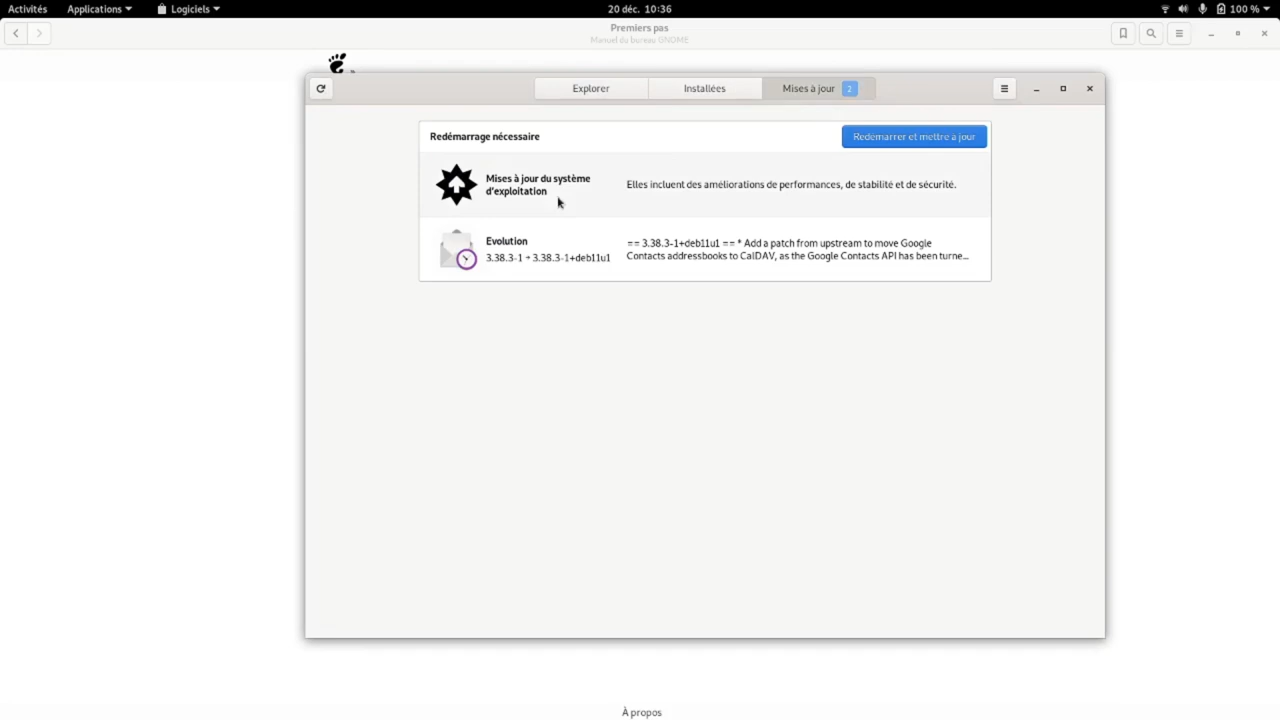 Activités Applications Logiciels 20 déc. 10:36 100 %
Premiers pas
Manuel du bureau GNOME
Explorer Installées Mises à jour 2
Redémarrage nécessaire Redémarrer et mettre à jour
Mises à jour du système
d'exploitation
Elles incluent des améliorations de performances, de stabilité et de sécurité.
Evolution
3.38.3-1 → 3.38.3-1+deb11u1
== 3.38.3-1+deb11u1 == * Add a patch from upstream to move Google
Contacts addressbooks to CalDAV, as the Google Contacts API has been turne...
À propos